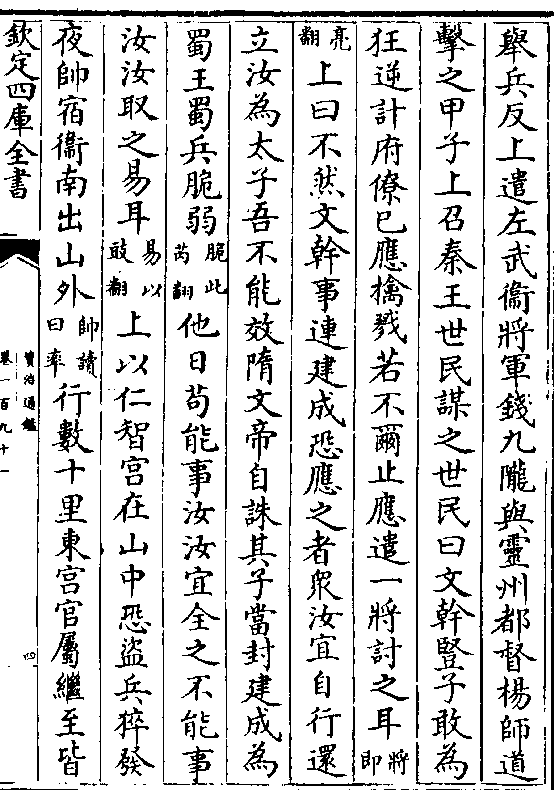 舉兵反上遣左武衞將軍錢九隴與靈州都督楊師道
擊之甲子上召秦王世民謀之世民曰文幹豎子敢為
狂逆計府僚已應擒戮若不爾止應遣一將討之耳將即
亮翻上曰不然文幹事連建成恐應之者衆汝宜自行還
立汝為太子吾不能效隋文帝自誅其子當封建成為
蜀王蜀兵脆弱脆此芮翻他日苟能事汝汝宜全之不能事
汝汝取之易耳易以䜴翻上以仁智宫在山中恐盜兵猝發
夜帥宿衞南出山外帥讀曰率行數十里東宫官屬繼至皆
欽定四庫全書
資治通鑑
卷一百九十一
四